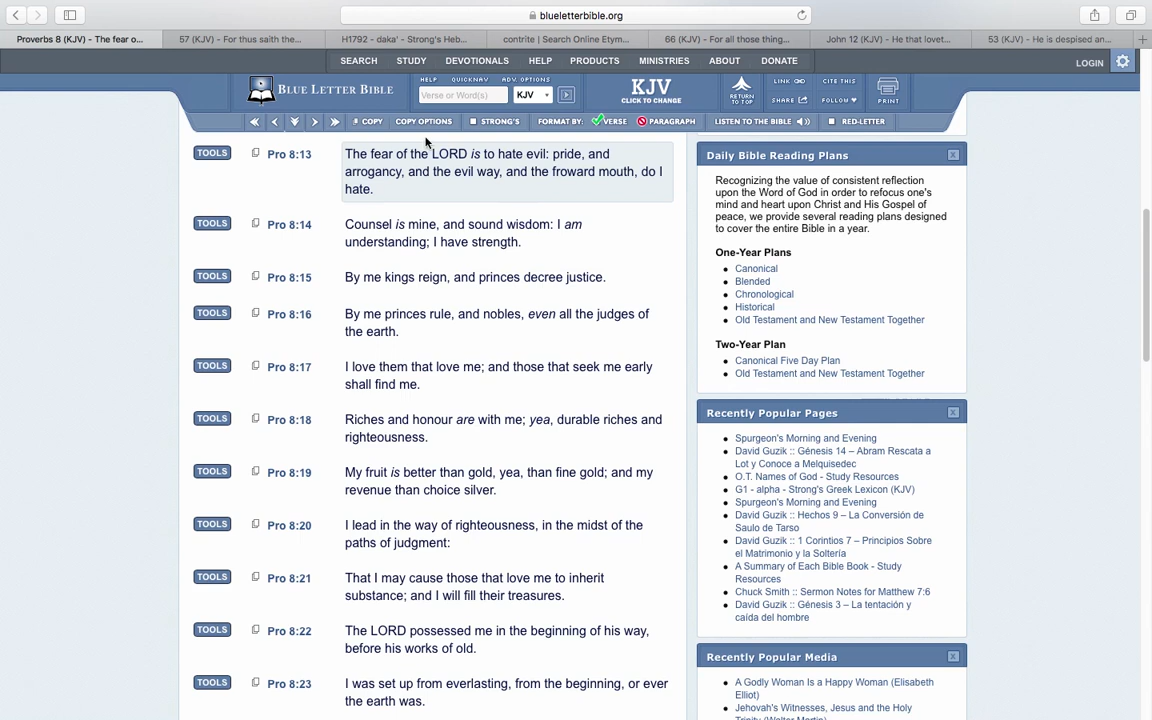 blueletterbible.org
Proverbs 8 (KJV) - The fear o...
57 (KJV) - For thus saith the...
H1792 - daka' - Strong's Heb...
contrite | Search Online Etym...
66 (KJV) - For all those thing...
John 12 (KJV) - He that lovet...
53 (KJV) - He is despised an...
SEARCH STUDY DEVOTIONALS HELP PRODUCTS MINISTRIES ABOUT DONATE
LOGIN
BLUE LETTER BIBLE
HELP QUICKNAV ADV. OPTIONS
Verse or Word(s) KJV
KJV
CLICK TO CHANGE
RETURN
TO TOP
LINK
SHARE
CITE THIS
FOLLOW
PRINT
COPY COPY OPTIONS STRONG'S FORMAT BY: VERSE PARAGRAPH LISTEN TO THE BIBLE RED-LETTER
TOOLS Pro 8:13 The fear of the LORD is to hate evil: pride, and
arrogancy, and the evil way, and the froward mouth, do I
hate.
TOOLS Pro 8:14 Counsel is mine, and sound wisdom: I am
understanding; I have strength.
TOOLS Pro 8:15 By me kings reign, and princes decree justice.
TOOLS Pro 8:16 By me princes rule, and nobles, even all the judges of
the earth.
TOOLS Pro 8:17 I love them that love me; and those that seek me early
shall find me.
TOOLS Pro 8:18 Riches and honour are with me; yea, durable riches and
righteousness.
TOOLS Pro 8:19 My fruit is better than gold, yea, than fine gold; and my
revenue than choice silver.
TOOLS Pro 8:20 I lead in the way of righteousness, in the midst of the
paths of judgment:
TOOLS Pro 8:21 That I may cause those that love me to inherit
substance; and I will fill their treasures.
TOOLS Pro 8:22 The LORD possessed me in the beginning of his way,
before his works of old.
TOOLS Pro 8:23 I was set up from everlasting, from the beginning, or ever
the earth was.
Daily Bible Reading Plans
Recognizing the value of consistent reflection
upon the Word of God in order to refocus one's
mind and heart upon Christ and His Gospel of
peace, we provide several reading plans designed
to cover the entire Bible in a year.
One-Year Plans
Canonical
Blended
Chronological
Historical
Old Testament and New Testament Together
Two-Year Plan
Canonical Five Day Plan
Old Testament and New Testament Together
Recently Popular Pages
Spurgeon's Morning and Evening
David Guzik :: Génesis 14 – Abram Rescata a
Lot y Conoce a Melquisedec
O.T. Names of God - Study Resources
G1 - alpha - Strong's Greek Lexicon (KJV)
Spurgeon's Morning and Evening
David Guzik :: Hechos 9 – La Conversión de
Saulo de Tarso
David Guzik :: 1 Corintios 7 – Principios Sobre
el Matrimonio y la Soltería
A Summary of Each Bible Book - Study
Resources
Chuck Smith :: Sermon Notes for Matthew 7:6
David Guzik :: Génesis 3 – La tentación y
caída del hombre
Recently Popular Media
A Godly Woman Is a Happy Woman (Elisabeth
Elliot)
Jehovah's Witnesses, Jesus and the Holy
Trinity (Walter Martin)